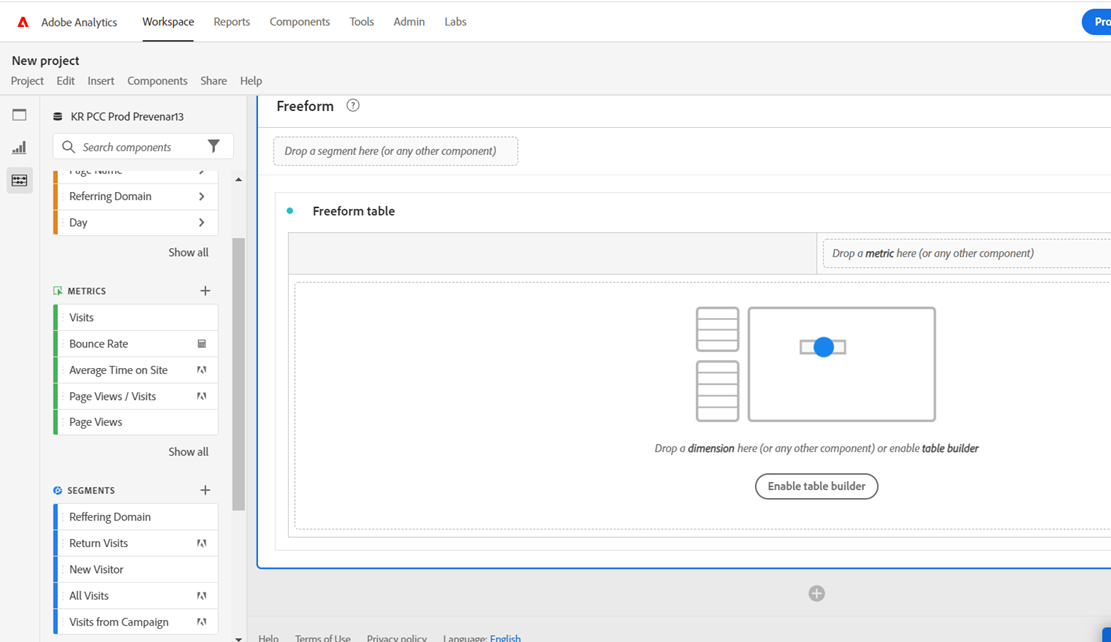 Adobe Analytics Workspace Reports Components Tools Admin Labs
New project
Project Edit Insert Components Share Help
Freeform ?
KR PCC Prod Prevenar13
Search components
Drop a segment here (or any other component)
Page Name
Referring Domain
Day
Show all
Freeform table
Drop a metric here (or any other component)
METRICS
Visits
Bounce Rate
Average Time on Site
Page Views / Visits
Page Views
Show all
Drop a dimension here (or any other component) or enable table builder
Enable table builder
SEGMENTS
Reffering Domain
Return Visits
New Visitor
All Visits
Visits from Campaign
Help Terms of Use Privacy policy Language: English